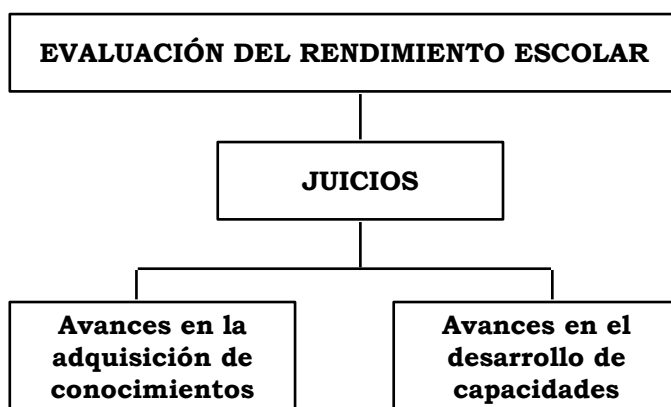 EVALUACIÓN DEL RENDIMIENTO ESCOLAR
JUICIOS
Avances en la
adquisición de
conocimientos
Avances en el
desarrollo de
capacidades